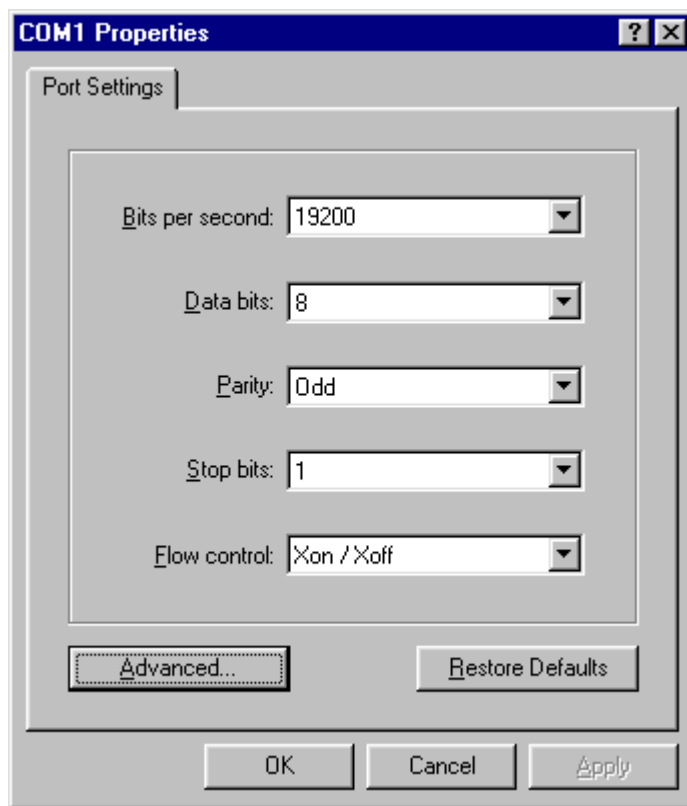 COM1 Properties
Port Settings
Bits per second: 19200
Data bits: 8
Parity: Odd
Stop bits: 1
Flow control: Xon / Xoff
Advanced... Restore Defaults
OK Cancel Apply